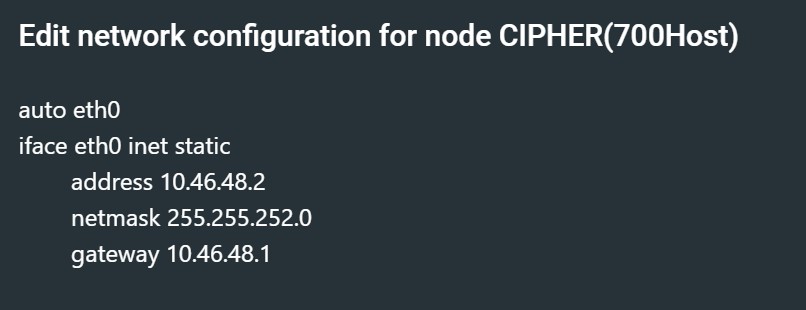 Edit network configuration for node CIPHER(700Host)
auto eth0
iface eth0 inet static
address 10.46.48.2
netmask 255.255.252.0
gateway 10.46.48.1